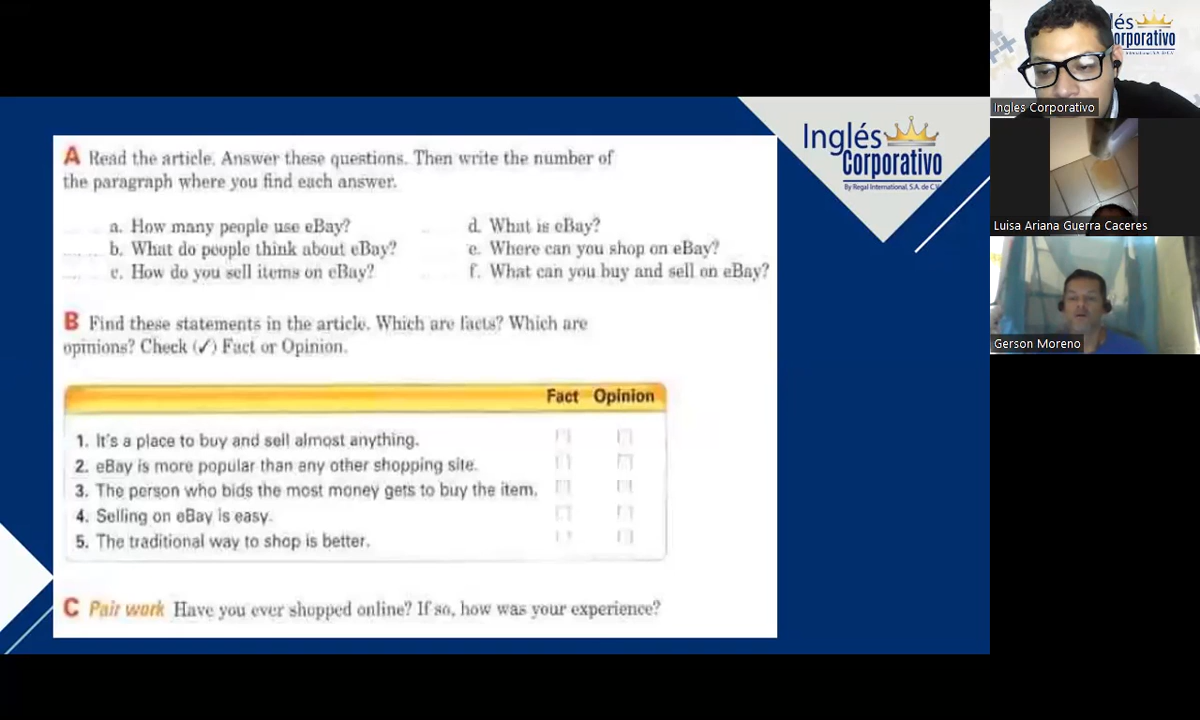 A Read the article. Answer these questions. Then write the number of
the paragraph where you find each answer.
a. How many people use eBay?
b. What do people think about eBay?
c. How do you sell items on eBay?
d. What is eBay?
e. Where can you shop on eBay?
f. What can you buy and sell on eBay?
B Find these statements in the article. Which are facts? Which are
opinions? Check (✓) Fact or Opinion.
Fact Opinion
1. It's a place to buy and sell almost anything.
2. eBay is more popular than any other shopping site.
3. The person who bids the most money gets to buy the item.
4. Selling on eBay is easy.
5. The traditional way to shop is better.
C Pair work Have you ever shopped online? If so, how was your experience?
Inglés
Corporativo
By Regal International, S.A. de C.V.
lés
orporativo
Ingles Corporativo
Luisa Ariana Guerra Caceres
Gerson Moreno